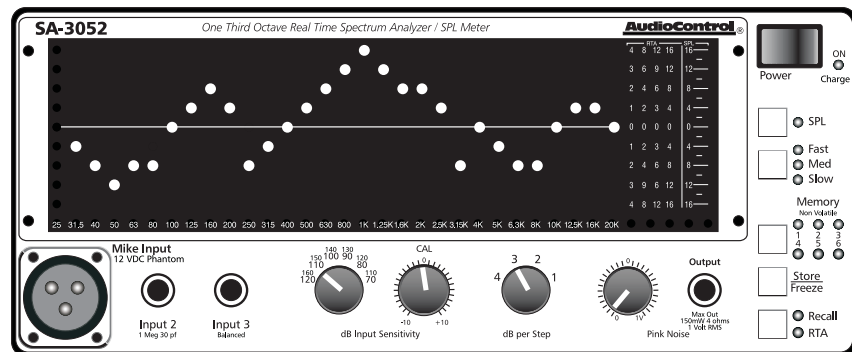 SA-3052 One Third Octave Real Time Spectrum Analyzer / SPL Meter AudioControl®
RTA SPL
4 8 12 16 16
3 6 9 12 12
2 4 6 8 8
1 2 3 4 4
0 0 0 0 0
1 2 3 4 4
2 4 6 8 8
3 6 9 12 12
4 8 12 16 16
25 31.5 40 50 63 80 100 125 160 200 250 315 400 500 630 800 1K 1,25K 1,6K 2K 2,5K 3,15K 4K 5K 6,3K 8K 10K 12,5K 16K 20K
Power
ON
Charge
SPL
Fast
Med
Slow
Memory
Non Volatile
1 2 3
4 5 6
Store
Freeze
Recall
RTA
Mike Input
12 VDC Phantom
Input 2
1 Meg 30 pf
Input 3
Balanced
160 150 140 130 120 110
120 110 100 90 80 70
dB Input Sensitivity
CAL
0
-10 +10
4 3 2 1
dB per Step
0 1V
Pink Noise
Output
Max Out
150mW 4 ohms
1 Volt RMS